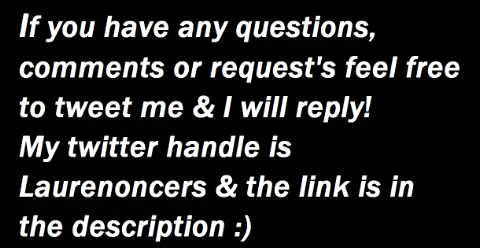 If you have any questions,
comments or request's feel free
to tweet me & I will reply!
My twitter handle is
Laurenoncers & the link is in
the description :)